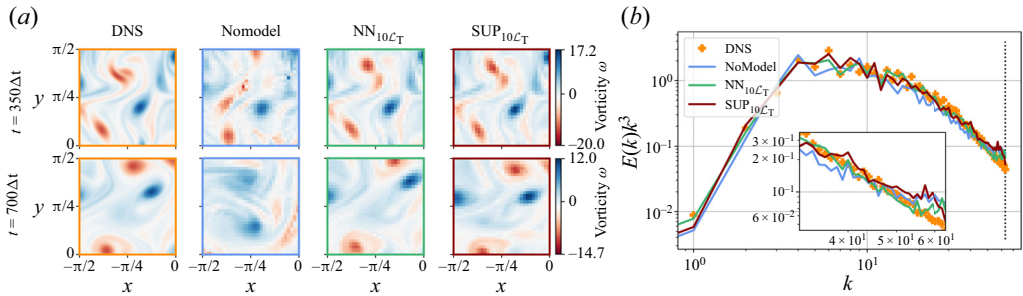 (a)
DNS
Nomodel
NN10ℒT
SUP10ℒT
π/2
π/4
0
y
t = 350Δt
17.2
−20.0
Vorticity ω
π/2
π/4
0
y
t = 700Δt
12.0
−14.7
Vorticity ω
−π/2 −π/4 0
−π/2 −π/4 0
−π/2 −π/4 0
−π/2 −π/4 0
x
x
x
x
(b)
DNS
NoModel
NN10ℒT
SUP10ℒT
E(k)k³
10⁰
10⁻¹
10⁻²
3 × 10⁻¹
2 × 10⁻¹
10⁻¹
6 × 10⁻²
4 × 10¹ 5 × 10¹ 6 × 10¹
10⁰ 10¹
k